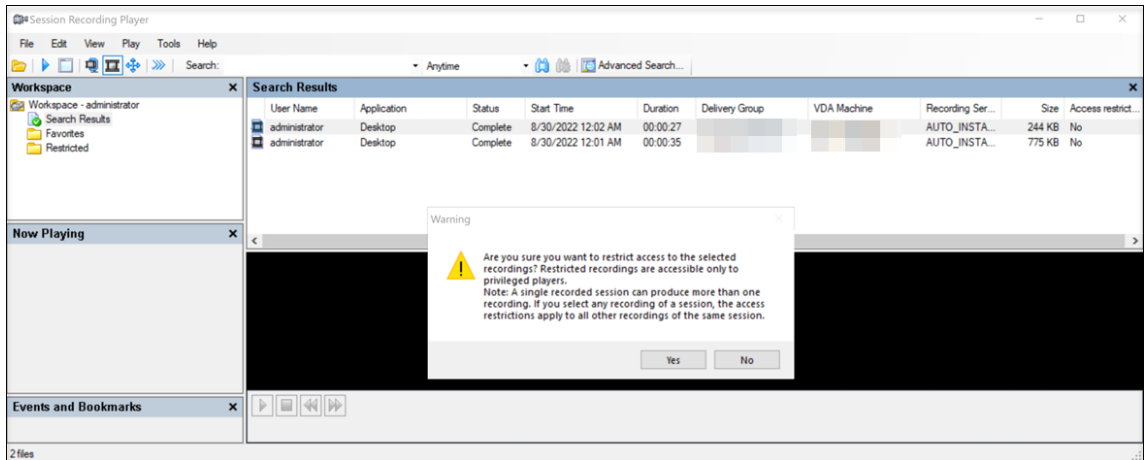 Session Recording Player
File Edit View Play Tools Help
Search: Anytime Advanced Search...
Workspace
Workspace - administrator
Search Results
Favorites
Restricted
Search Results
User Name Application Status Start Time Duration Delivery Group VDA Machine Recording Ser... Size Access restrict...
administrator Desktop Complete 8/30/2022 12:02 AM 00:00:27 AUTO_INSTA... 244 KB No
administrator Desktop Complete 8/30/2022 12:01 AM 00:00:35 AUTO_INSTA... 775 KB No
Now Playing
Warning
Are you sure you want to restrict access to the selected
recordings? Restricted recordings are accessible only to
privileged players.
Note: A single recorded session can produce more than one
recording. If you select any recording of a session, the access
restrictions apply to all other recordings of the same session.
Yes No
Events and Bookmarks
2 files